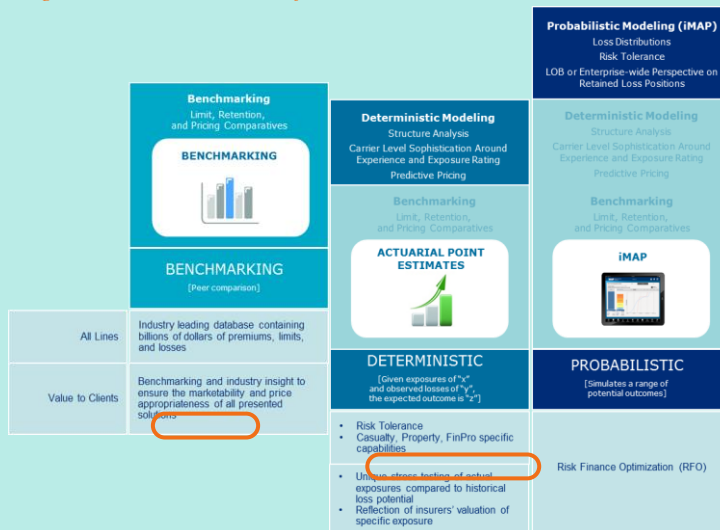 Benchmarking
Limit, Retention,
and Pricing Comparatives
BENCHMARKING
BENCHMARKING
[Peer comparison]
All Lines
Industry leading database containing
billions of dollars of premiums, limits,
and losses
Value to Clients
Benchmarking and industry insight to
ensure the marketability and price
appropriateness of all presented
solutions
Deterministic Modeling
Structure Analysis
Carrier Level Sophistication Around
Experience and Exposure Rating
Predictive Pricing
Benchmarking
Limit, Retention,
and Pricing Comparatives
ACTUARIAL POINT
ESTIMATES
DETERMINISTIC
[Given exposures of "x"
and observed losses of "y",
the expected outcome is "z"]
• Risk Tolerance
• Casualty, Property, FinPro specific
capabilities
• Unique stress testing of actual
exposures compared to historical
loss potential
• Reflection of insurers' valuation of
specific exposure
Probabilistic Modeling (iMAP)
Loss Distributions
Risk Tolerance
LOB or Enterprise-wide Perspective on
Retained Loss Positions
Deterministic Modeling
Structure Analysis
Carrier Level Sophistication Around
Experience and Exposure Rating
Predictive Pricing
Benchmarking
Limit, Retention,
and Pricing Comparatives
iMAP
PROBABILISTIC
[Simulates a range of
potential outcomes]
Risk Finance Optimization (RFO)